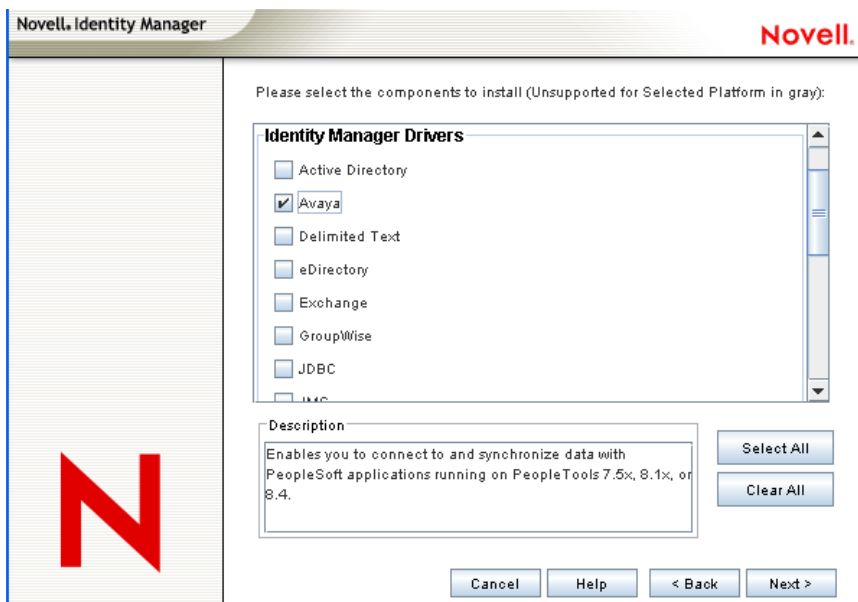 Novell. Identity Manager
Novell.
Please select the components to install (Unsupported for Selected Platform in gray):
Identity Manager Drivers
Active Directory
Avaya
Delimited Text
eDirectory
Exchange
GroupWise
JDBC
Description
Enables you to connect to and synchronize data with
PeopleSoft applications running on PeopleTools 7.5x, 8.1x, or
8.4.
Select All
Clear All
N
Cancel
Help
< Back
Next >